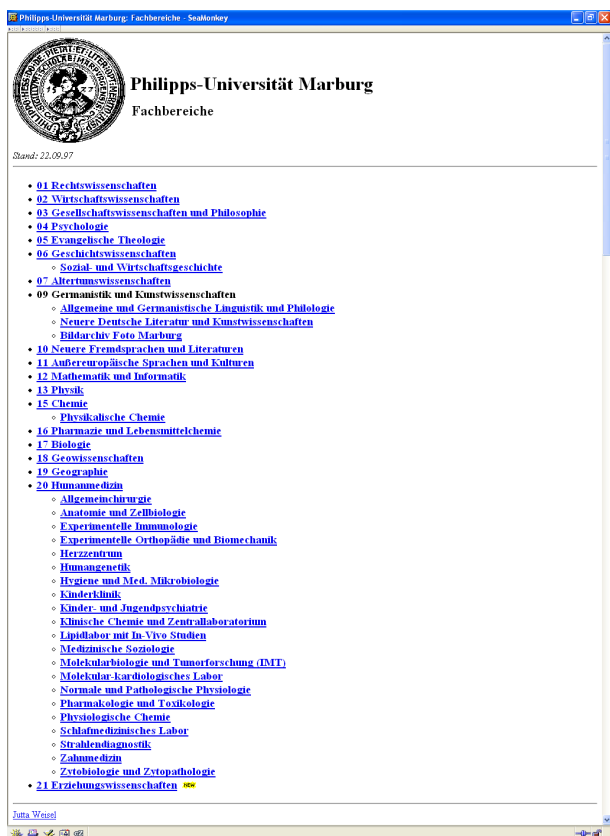 Philipps-Universität Marburg: Fachbereiche - SeaMonkey
Philipps-Universität Marburg
Fachbereiche
Stand: 22.09.97
01 Rechtswissenschaften
02 Wirtschaftswissenschaften
03 Gesellschaftswissenschaften und Philosophie
04 Psychologie
05 Evangelische Theologie
06 Geschichtswissenschaften
Sozial- und Wirtschaftsgeschichte
07 Altertumswissenschaften
09 Germanistik und Kunstwissenschaften
Allgemeine und Germanistische Linguistik und Philologie
Neuere Deutsche Literatur und Kunstwissenschaften
Bildarchiv Foto Marburg
10 Neuere Fremdsprachen und Literaturen
11 Außereuropäische Sprachen und Kulturen
12 Mathematik und Informatik
13 Physik
15 Chemie
Physikalische Chemie
16 Pharmazie und Lebensmittelchemie
17 Biologie
18 Geowissenschaften
19 Geographie
20 Humanmedizin
Allgemeinchirurgie
Anatomie und Zellbiologie
Experimentelle Immunologie
Experimentelle Orthopädie und Biomechanik
Herzzentrum
Humangenetik
Hygiene und Med. Mikrobiologie
Kinderklinik
Kinder- und Jugendpsychiatrie
Klinische Chemie und Zentrallaboratorium
Lipidlabor mit In-Vivo Studien
Medizinische Soziologie
Molekularbiologie und Tumorforschung (IMT)
Molekular-kardiologisches Labor
Normale und Pathologische Physiologie
Pharmakologie und Toxikologie
Physiologische Chemie
Schlafmedizinisches Labor
Strahlendiagnostik
Zahnmedizin
Zytobiologie und Zytopathologie
21 Erziehungswissenschaften NEW
Jutta Weisel